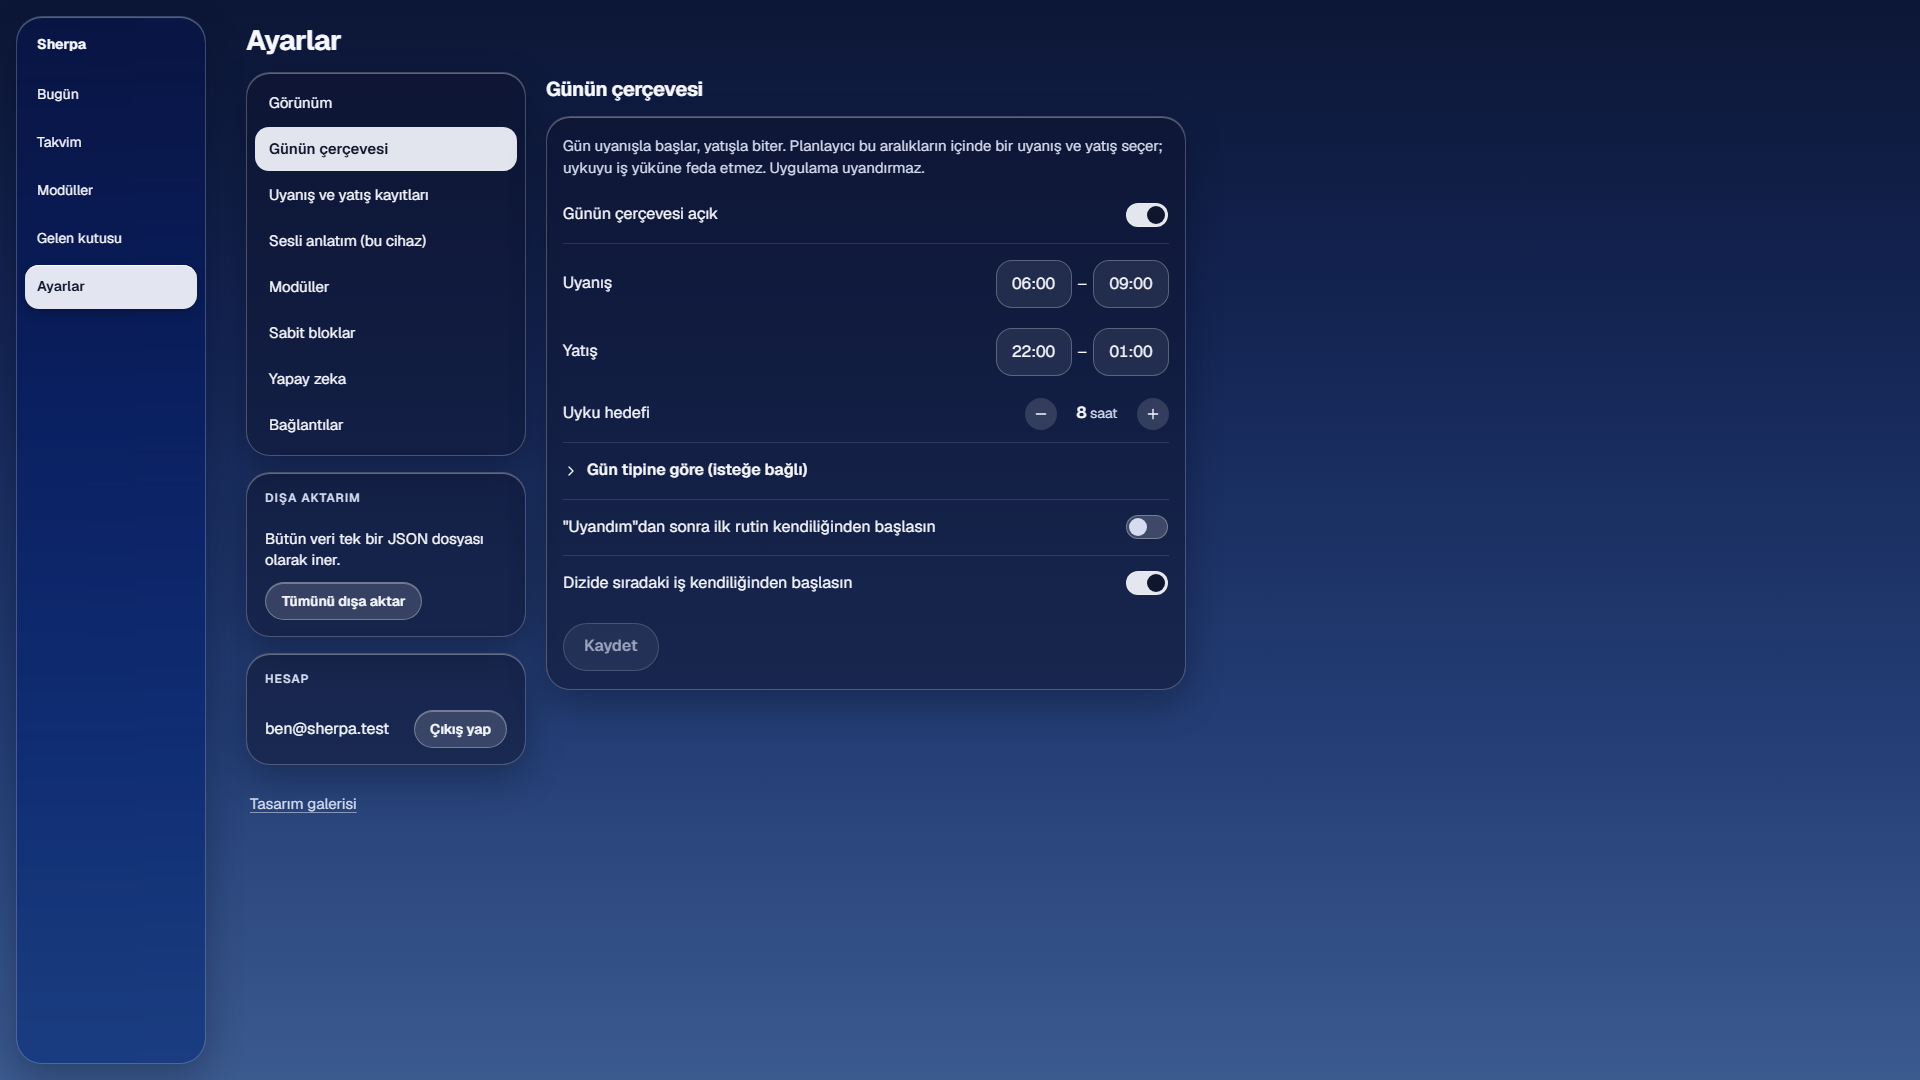 Sherpa
Bugün
Takvim
Modüller
Gelen kutusu
Ayarlar
Ayarlar
Görünüm
Günün çerçevesi
Uyanış ve yatış kayıtları
Sesli anlatım (bu cihaz)
Modüller
Sabit bloklar
Yapay zeka
Bağlantılar
DIŞA AKTARIM
Bütün veri tek bir JSON dosyası
olarak iner.
Tümünü dışa aktar
HESAP
ben@sherpa.test Çıkış yap
Tasarım galerisi
Günün çerçevesi
Gün uyanışla başlar, yatışla biter. Planlayıcı bu aralıkların içinde bir uyanış ve yatış seçer;
uykuyu iş yüküne feda etmez. Uygulama uyandırmaz.
Günün çerçevesi açık
Uyanış 06:00 – 09:00
Yatış 22:00 – 01:00
Uyku hedefi − 8 saat +
Gün tipine göre (isteğe bağlı)
"Uyandım"dan sonra ilk rutin kendiliğinden başlasın
Dizide sıradaki iş kendiliğinden başlasın
Kaydet